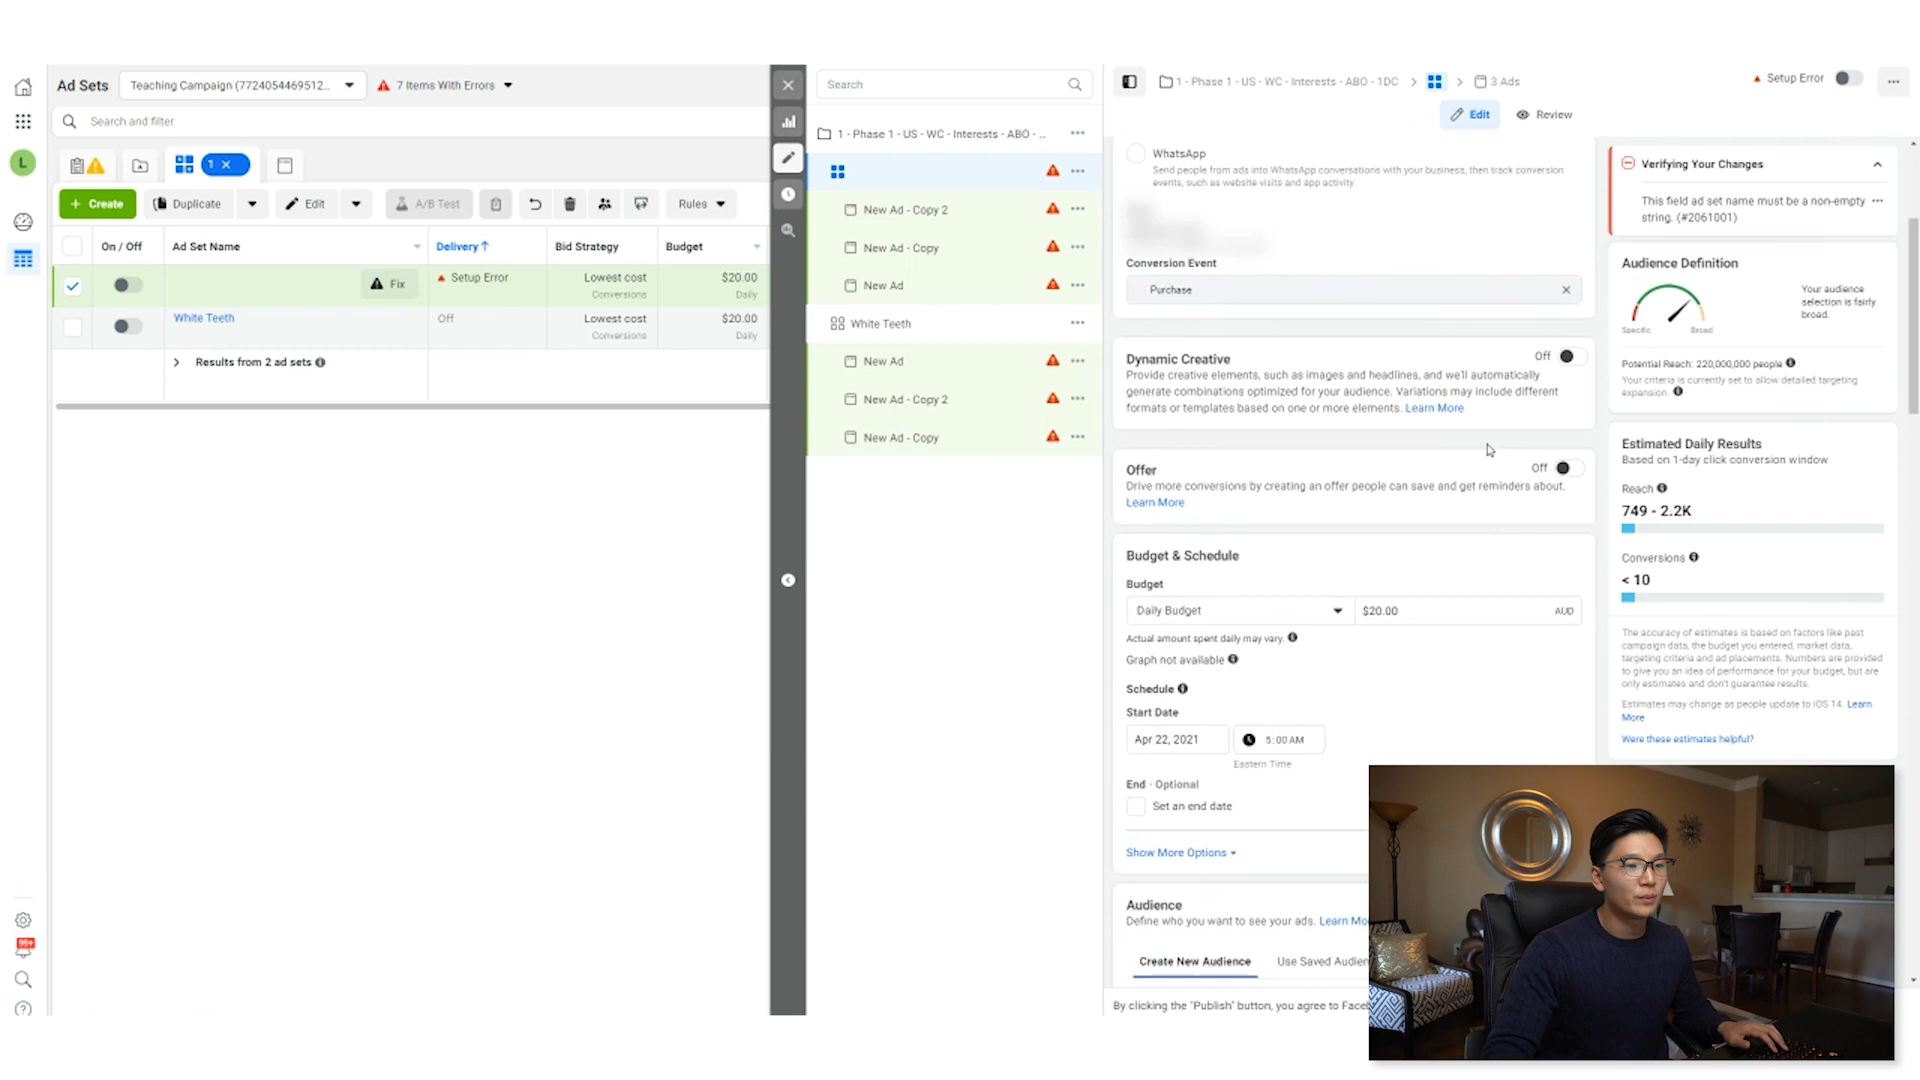 Ad Sets
Teaching Campaign (7724054469512...
7 Items With Errors
Search and filter
L
1 ×
+ Create
Duplicate
Edit
A/B Test
Rules
On / Off
Ad Set Name
Delivery ↑
Bid Strategy
Budget
Fix
Setup Error
Lowest cost
Conversions
$20.00
Daily
White Teeth
Off
Lowest cost
Conversions
$20.00
Daily
Results from 2 ad sets
99+
Search
1 - Phase 1 - US - WC - Interests - ABO - ...
New Ad - Copy 2
New Ad - Copy
New Ad
White Teeth
New Ad
New Ad - Copy 2
New Ad - Copy
1 - Phase 1 - US - WC - Interests - ABO - 1DC
3 Ads
Setup Error
Edit
Review
WhatsApp
Send people from ads into WhatsApp conversations with your business, then track conversion
events, such as website visits and app activity.
Conversion Event
Purchase
Dynamic Creative
Off
Provide creative elements, such as images and headlines, and we'll automatically
generate combinations optimized for your audience. Variations may include different
formats or templates based on one or more elements. Learn More
Offer
Off
Drive more conversions by creating an offer people can save and get reminders about.
Learn More
Budget & Schedule
Budget
Daily Budget
$20.00
AUD
Actual amount spent daily may vary.
Graph not available
Schedule
Start Date
Apr 22, 2021
5:00 AM
Eastern Time
End · Optional
Set an end date
Show More Options
Audience
Define who you want to see your ads. Learn Mo
Create New Audience
Use Saved Audien
By clicking the "Publish" button, you agree to Face
Verifying Your Changes
This field ad set name must be a non-empty
string. (#2061001)
Audience Definition
Specific
Broad
Your audience
selection is fairly
broad.
Potential Reach: 220,000,000 people
Your criteria is currently set to allow detailed targeting
expansion.
Estimated Daily Results
Based on 1-day click conversion window
Reach
749 - 2.2K
Conversions
< 10
The accuracy of estimates is based on factors like past
campaign data, the budget you entered, market data,
targeting criteria and ad placements. Numbers are provided
to give you an idea of performance for your budget, but are
only estimates and don't guarantee results.
Estimates may change as people update to iOS 14. Learn
More
Were these estimates helpful?